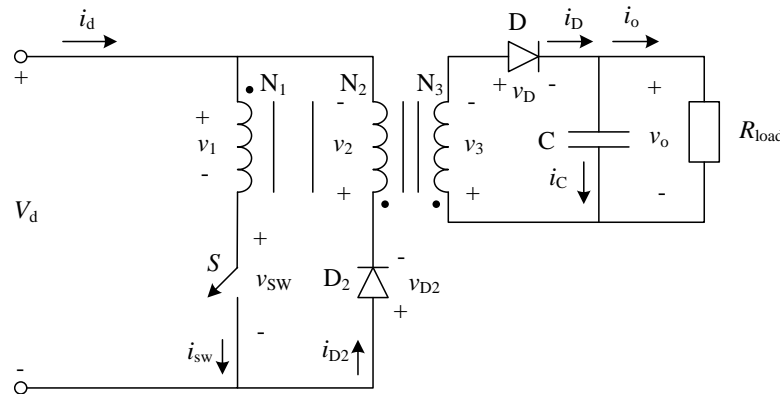 i_d D i_D i_o
+ N_1 N_2 N_3 + v_D - +
+ v_1 - - v_2 + - v_3 + C i_C v_o - R_load
V_d
S + v_SW - D_2 - v_D2 +
i_sw i_D2
-